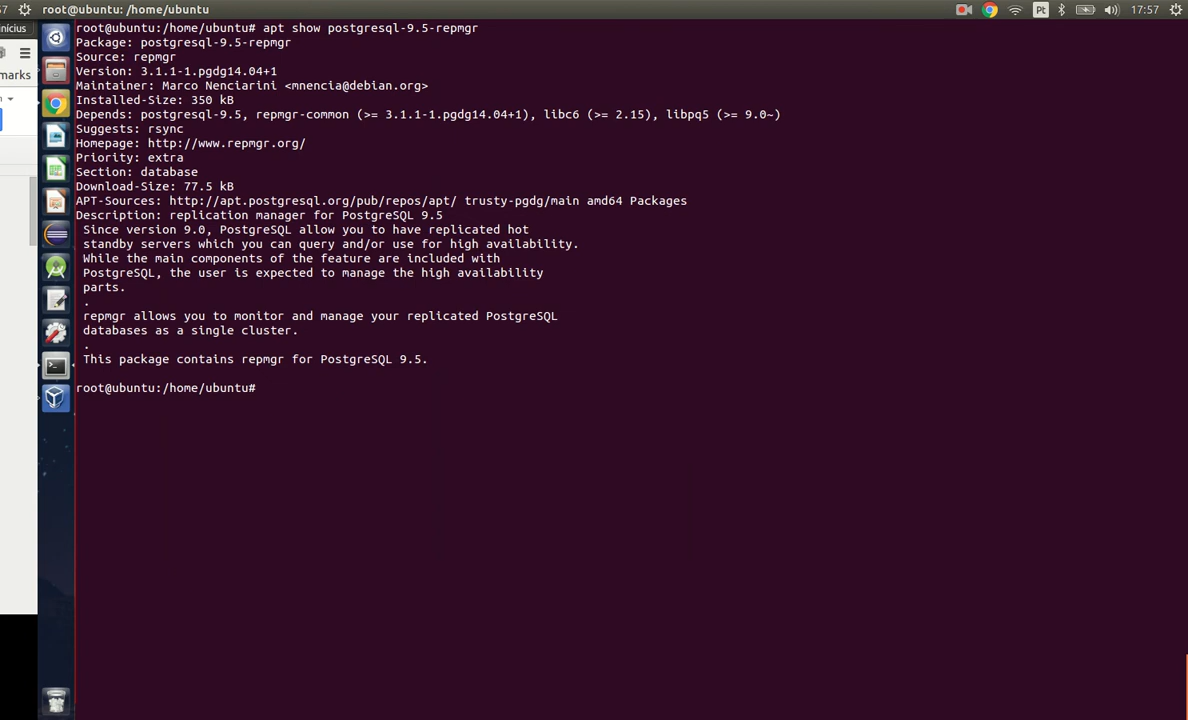 57
root@ubuntu: /home/ubuntu
Pt
17:57
inicius
marks
root@ubuntu:/home/ubuntu# apt show postgresql-9.5-repmgr
Package: postgresql-9.5-repmgr
Source: repmgr
Version: 3.1.1-1.pgdg14.04+1
Maintainer: Marco Nenciarini <mnencia@debian.org>
Installed-Size: 350 kB
Depends: postgresql-9.5, repmgr-common (>= 3.1.1-1.pgdg14.04+1), libc6 (>= 2.15), libpq5 (>= 9.0~)
Suggests: rsync
Homepage: http://www.repmgr.org/
Priority: extra
Section: database
Download-Size: 77.5 kB
APT-Sources: http://apt.postgresql.org/pub/repos/apt/ trusty-pgdg/main amd64 Packages
Description: replication manager for PostgreSQL 9.5
Since version 9.0, PostgreSQL allow you to have replicated hot
standby servers which you can query and/or use for high availability.
While the main components of the feature are included with
PostgreSQL, the user is expected to manage the high availability
parts.
.
repmgr allows you to monitor and manage your replicated PostgreSQL
databases as a single cluster.
.
This package contains repmgr for PostgreSQL 9.5.
root@ubuntu:/home/ubuntu#